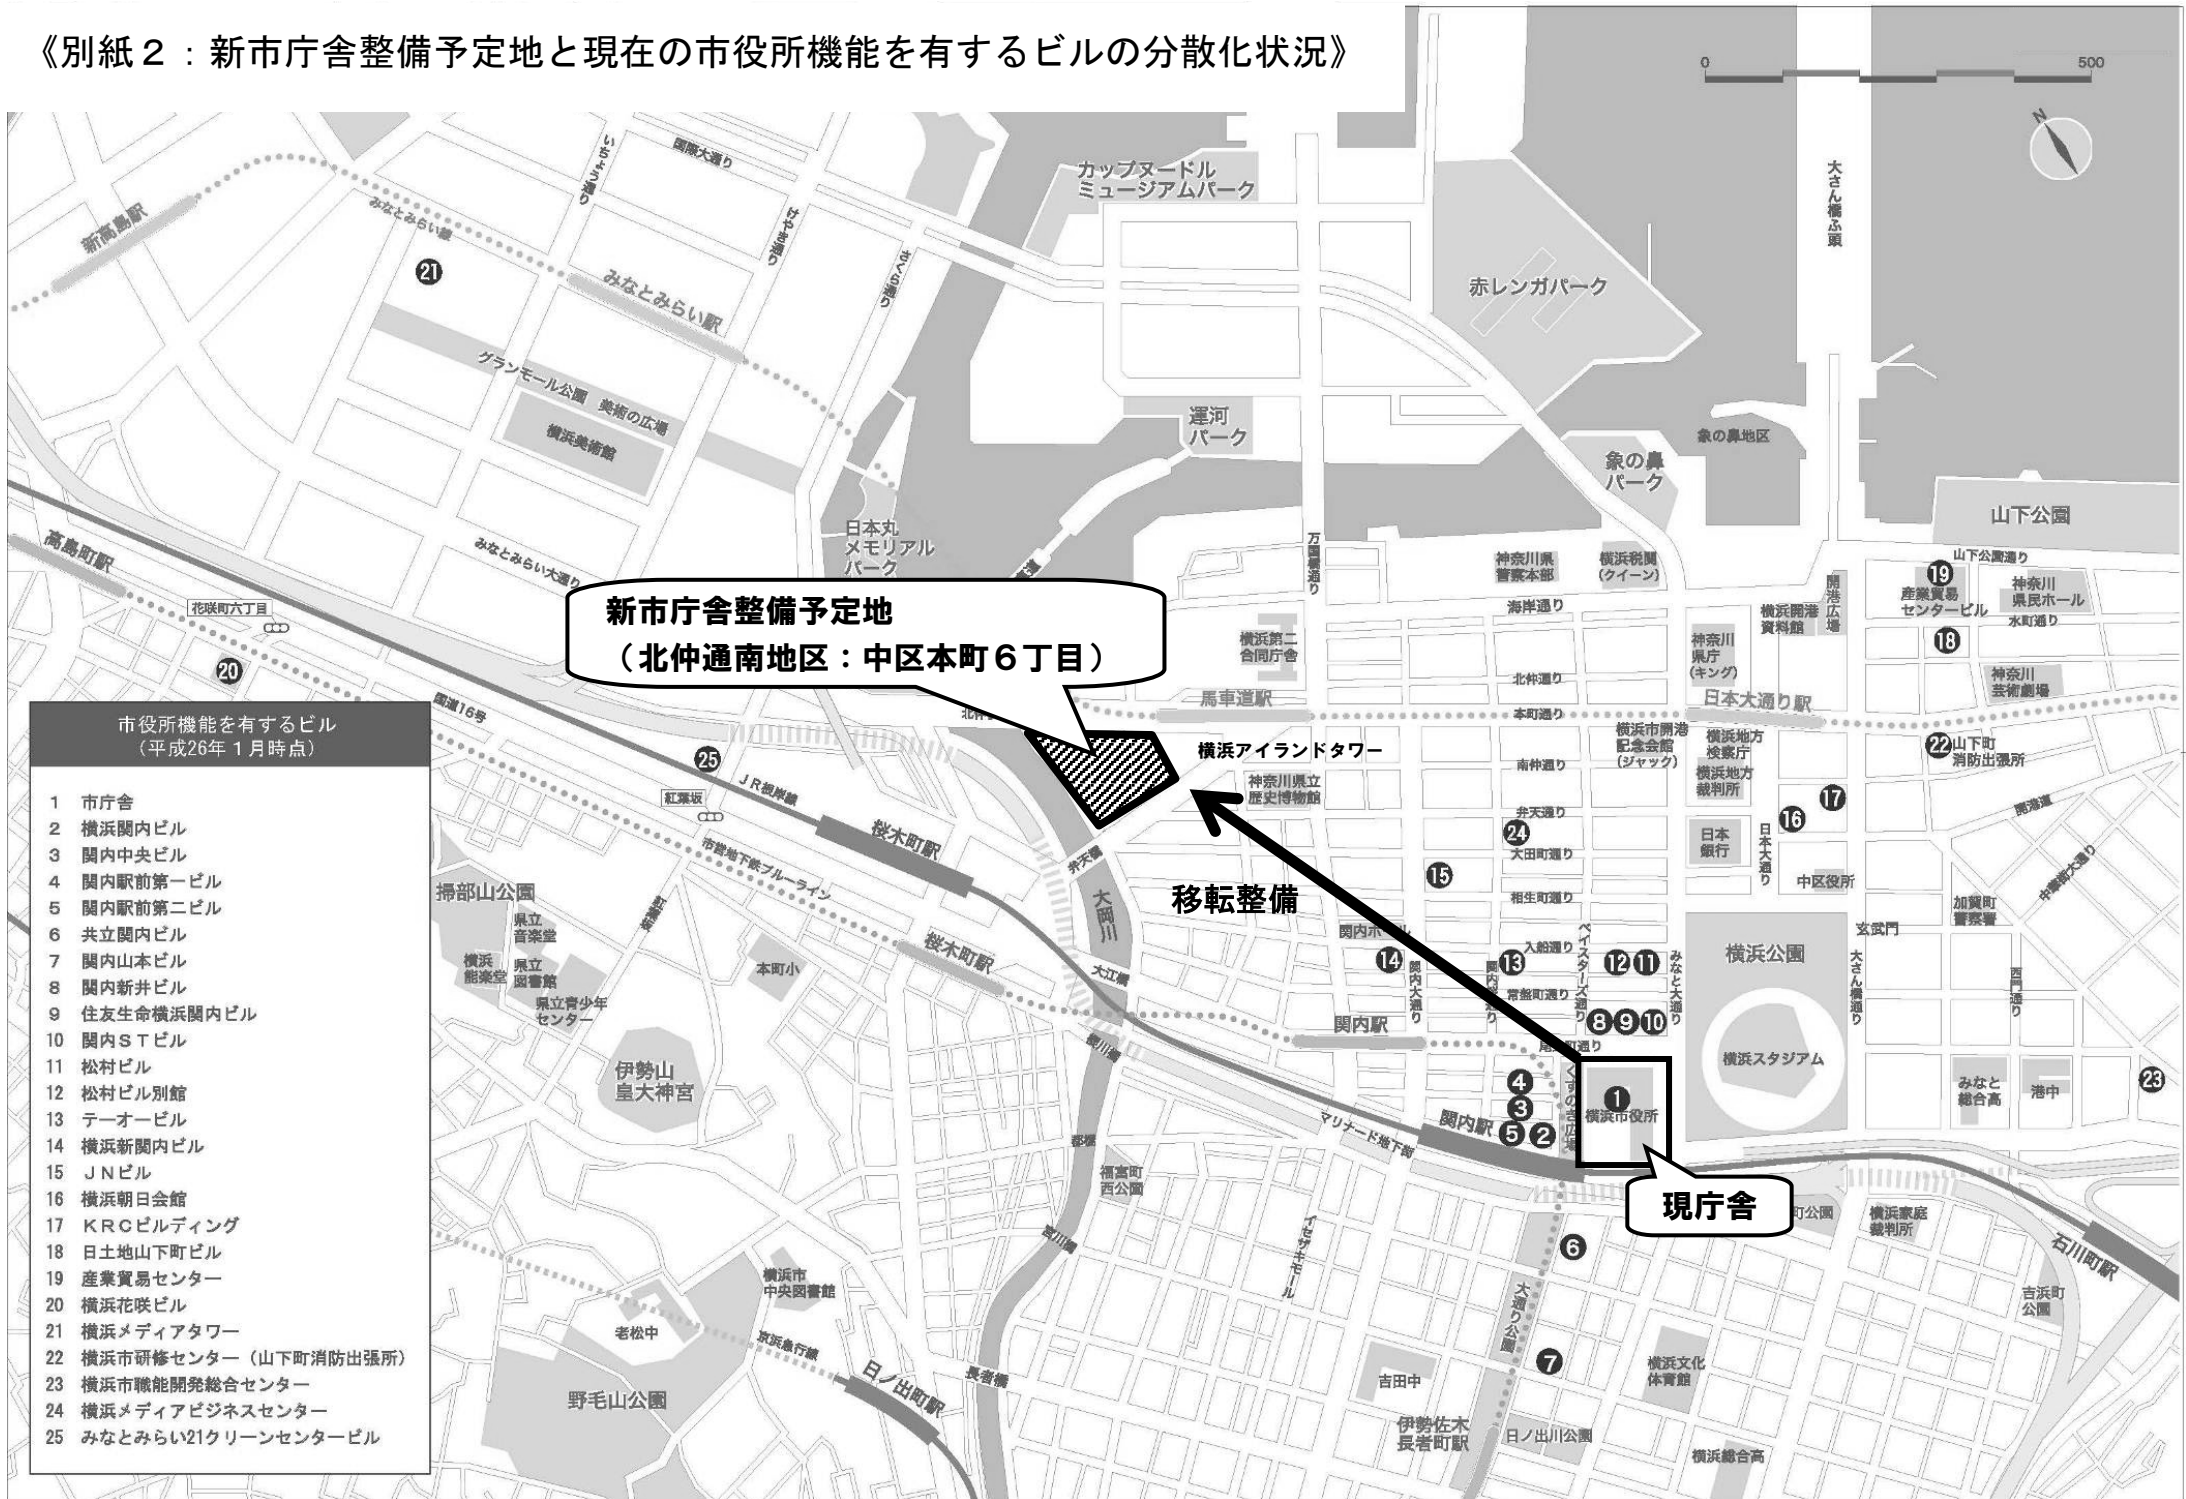 《別紙２：新市庁舎整備予定地と現在の市役所機能を有するビルの分散化状況》
0
500
N
いちょう通り
国際大通り
けやき通り
さくら通り
みなとみらい線
新高島駅
みなとみらい駅
21
グランモール公園 美術の広場
横浜美術館
みなとみらい大通り
カップヌードル
ミュージアムパーク
赤レンガパーク
大さん橋ふ頭
運河
パーク
象の鼻
パーク
象の鼻地区
山下公園
日本丸
メモリアル
パーク
万国橋通り
神奈川県
警察本部
横浜税関
(クイーン)
海岸通り
開港広場
横浜開港
資料館
山下公園通り
19
産業貿易
センタービル
神奈川
県民ホール
水町通り
18
神奈川
芸術劇場
高島町駅
花咲町六丁目
20
国道16号
新市庁舎整備予定地
（北仲通南地区：中区本町６丁目）
横浜第二
合同庁舎
北仲通り
神奈川
県庁
(キング)
馬車道駅
本町通り
日本大通り駅
横浜アイランドタワー
神奈川県立
歴史博物館
南仲通り
横浜市開港
記念会館
(ジャック)
横浜地方
検察庁
横浜地方
裁判所
22
山下町
消防出張所
17
16
開港道
弁天通り
24
大田町通り
日本
銀行
日本大通り
中区役所
中華街大通り
15
相生町通り
加賀町
警察署
玄武門
25
ＪＲ根岸線
紅葉坂
桜木町駅
市営地下鉄ブルーライン
弁天橋
大岡川
移転整備
掃部山公園
県立
音楽堂
横浜
能楽堂
県立
図書館
県立青少年
センター
紅葉坂
桜木町駅
本町小
大江橋
関内ホール
14
関内大通り
入船通り
13
常盤町通り
ベイスターズ通り
12
11
みなと大通り
8
9
10
横浜公園
横浜スタジアム
大さん橋通り
西門通り
関内駅
伊勢山
皇大神宮
桜川橋
都橋
マリナード地下街
関内駅
4
3
5
2
くすのき広場
1
横浜市役所
現庁舎
みなと
総合高
港中
23
福富町
西公園
宮川橋
イセザキモール
6
大通り公園
7
町公園
横浜家庭
裁判所
石川町駅
吉浜町
公園
横浜市
中央図書館
老松中
京浜急行線
日ノ出町駅
長者橋
野毛山公園
吉田中
伊勢佐木
長者町駅
日ノ出川公園
横浜文化
体育館
横浜総合高
市役所機能を有するビル
（平成26年１月時点）
1 市庁舎
2 横浜関内ビル
3 関内中央ビル
4 関内駅前第一ビル
5 関内駅前第二ビル
6 共立関内ビル
7 関内山本ビル
8 関内新井ビル
9 住友生命横浜関内ビル
10 関内ＳＴビル
11 松村ビル
12 松村ビル別館
13 テーオービル
14 横浜新関内ビル
15 ＪＮビル
16 横浜朝日会館
17 ＫＲＣビルディング
18 日土地山下町ビル
19 産業貿易センター
20 横浜花咲ビル
21 横浜メディアタワー
22 横浜市研修センター（山下町消防出張所）
23 横浜市職能開発総合センター
24 横浜メディアビジネスセンター
25 みなとみらい21クリーンセンタービル